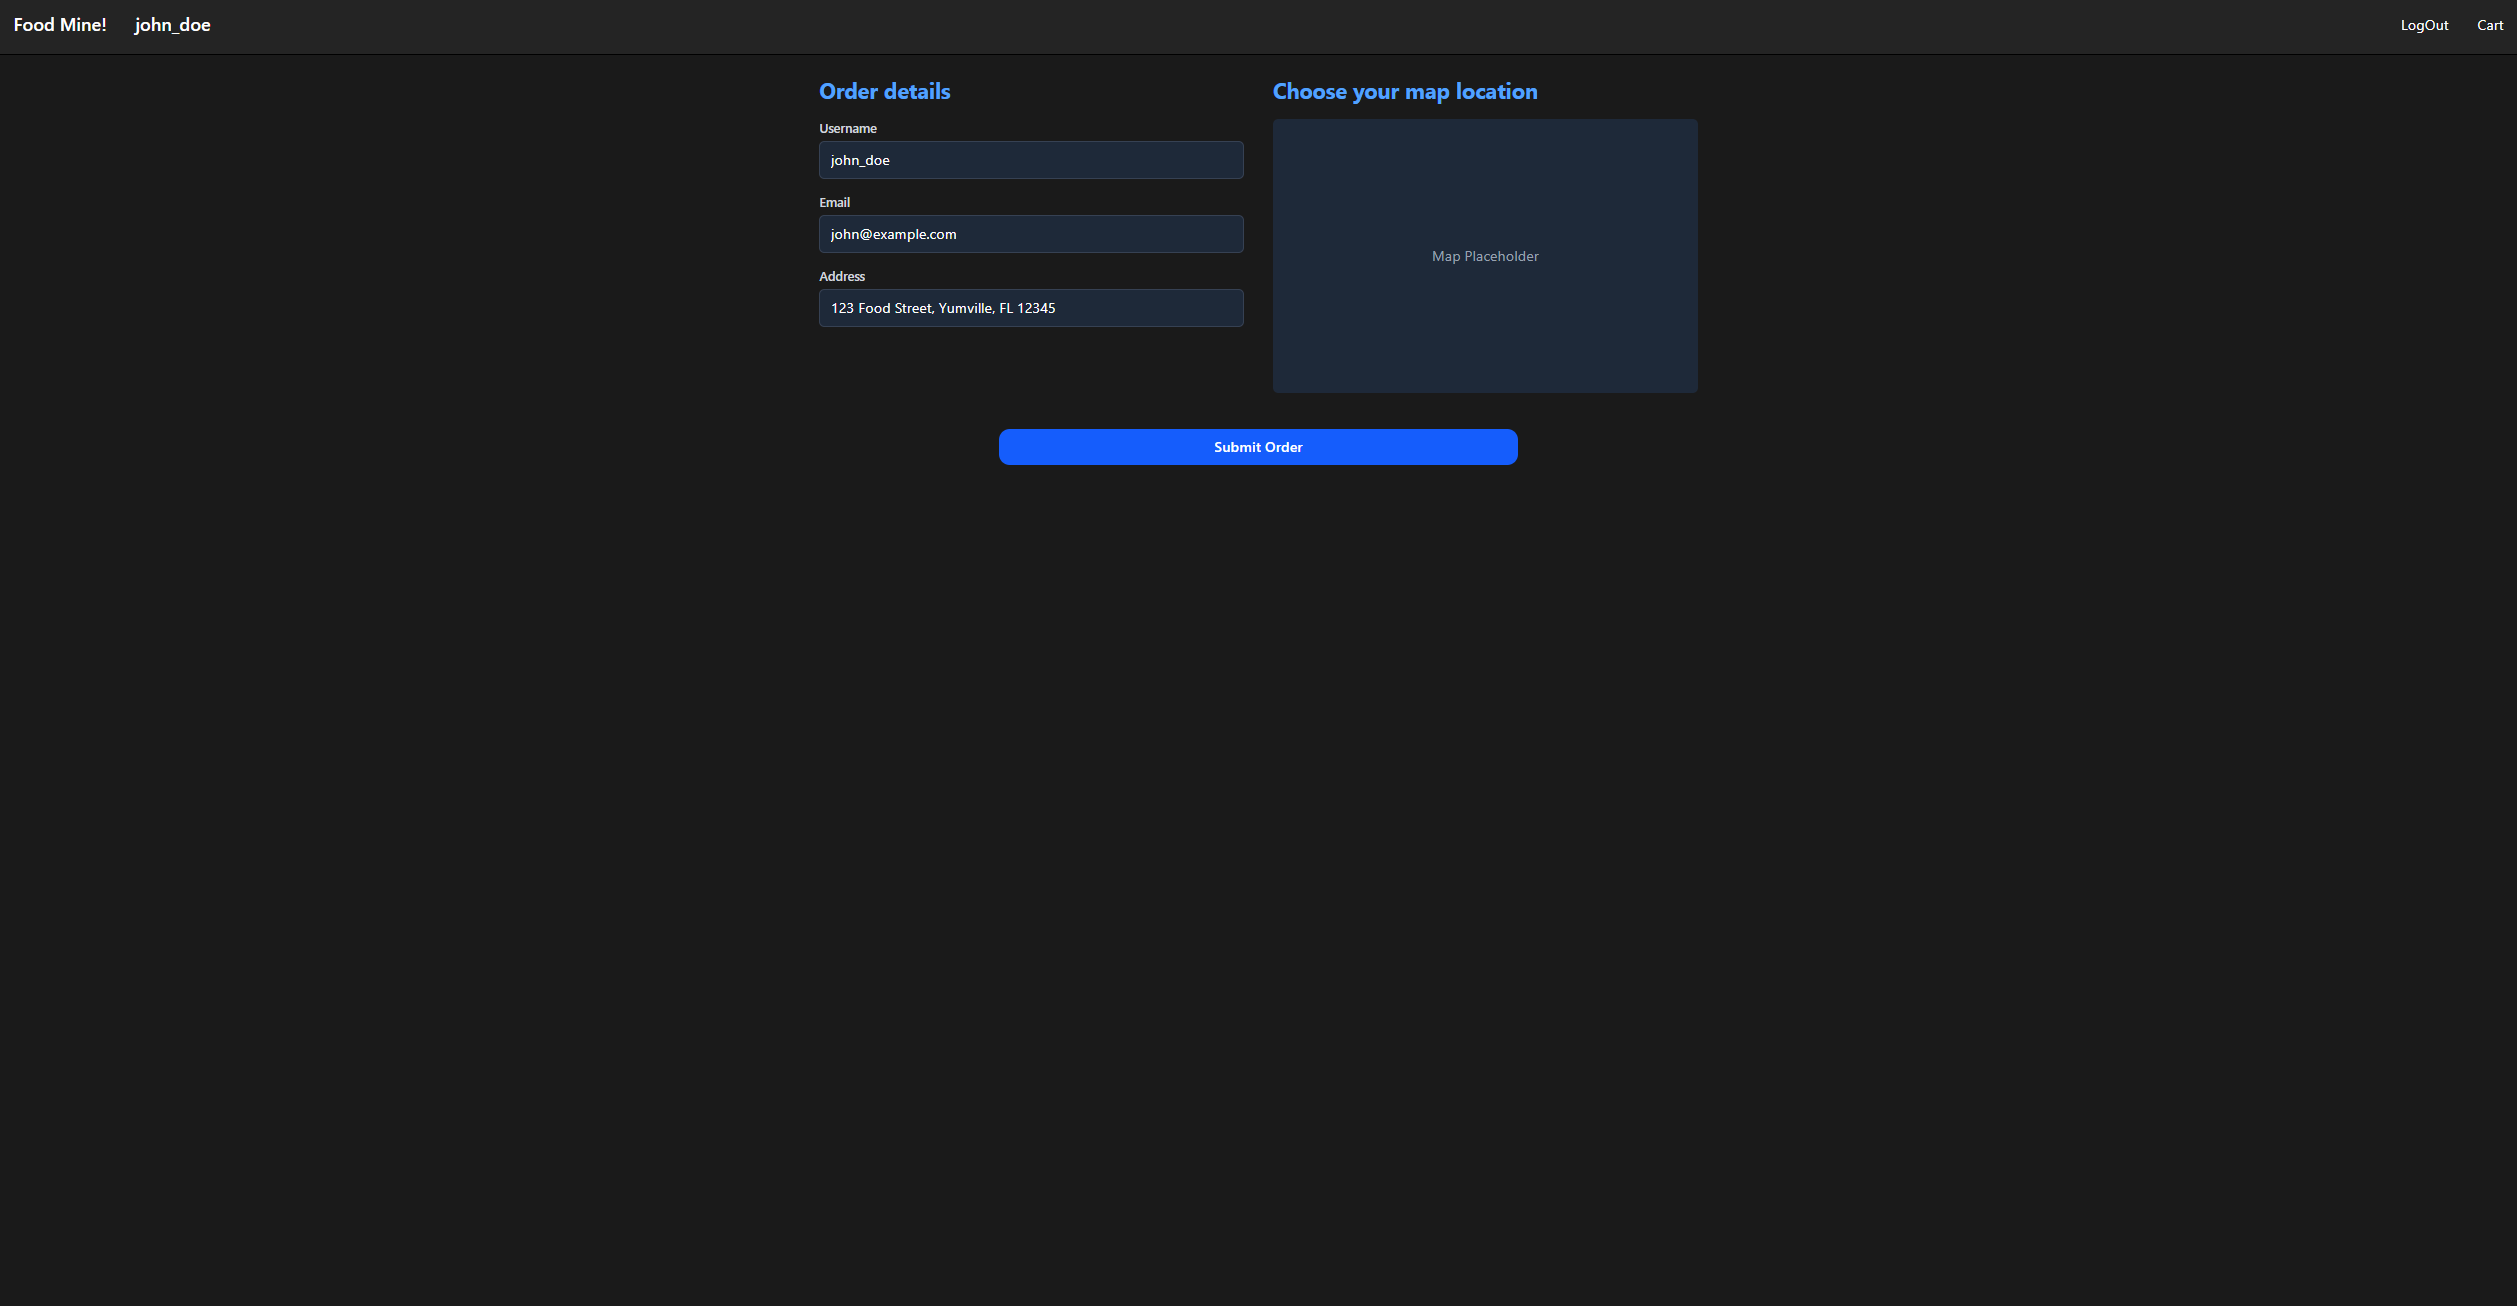 Food Mine! john_doe LogOut Cart
Order details
Username
john_doe
Email
john@example.com
Address
123 Food Street, Yumville, FL 12345
Choose your map location
Map Placeholder
Submit Order